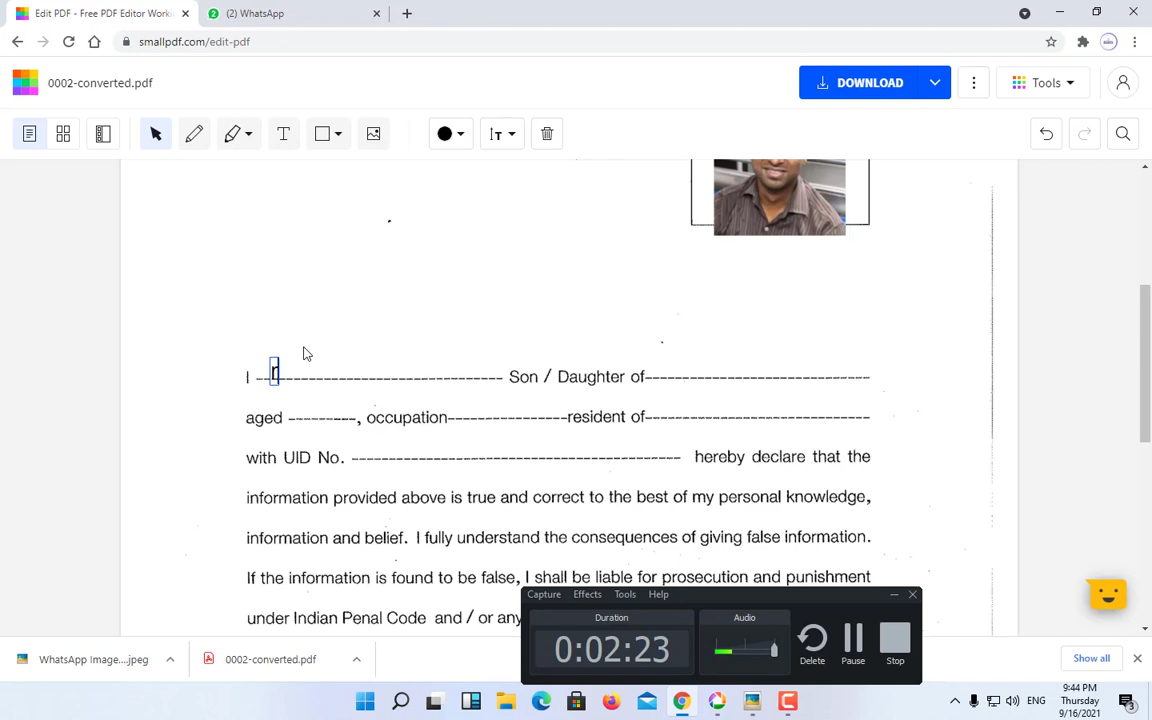 Edit PDF - Free PDF Editor Worki
(2) WhatsApp
smallpdf.com/edit-pdf
0002-converted.pdf
DOWNLOAD
Tools
I --r-------------------------------- Son / Daughter of------------------------------
aged ---------, occupation----------------resident of------------------------------
with UID No. -------------------------------------------- hereby declare that the
information provided above is true and correct to the best of my personal knowledge,
information and belief. I fully understand the consequences of giving false information.
If the information is found to be false, I shall be liable for prosecution and punishment
under Indian Penal Code and / or any
Capture Effects Tools Help
Duration
0:02:23
Audio
Delete Pause Stop
WhatsApp Image....jpeg
0002-converted.pdf
Show all
ENG
9:44 PM
Thursday
9/16/2021
3